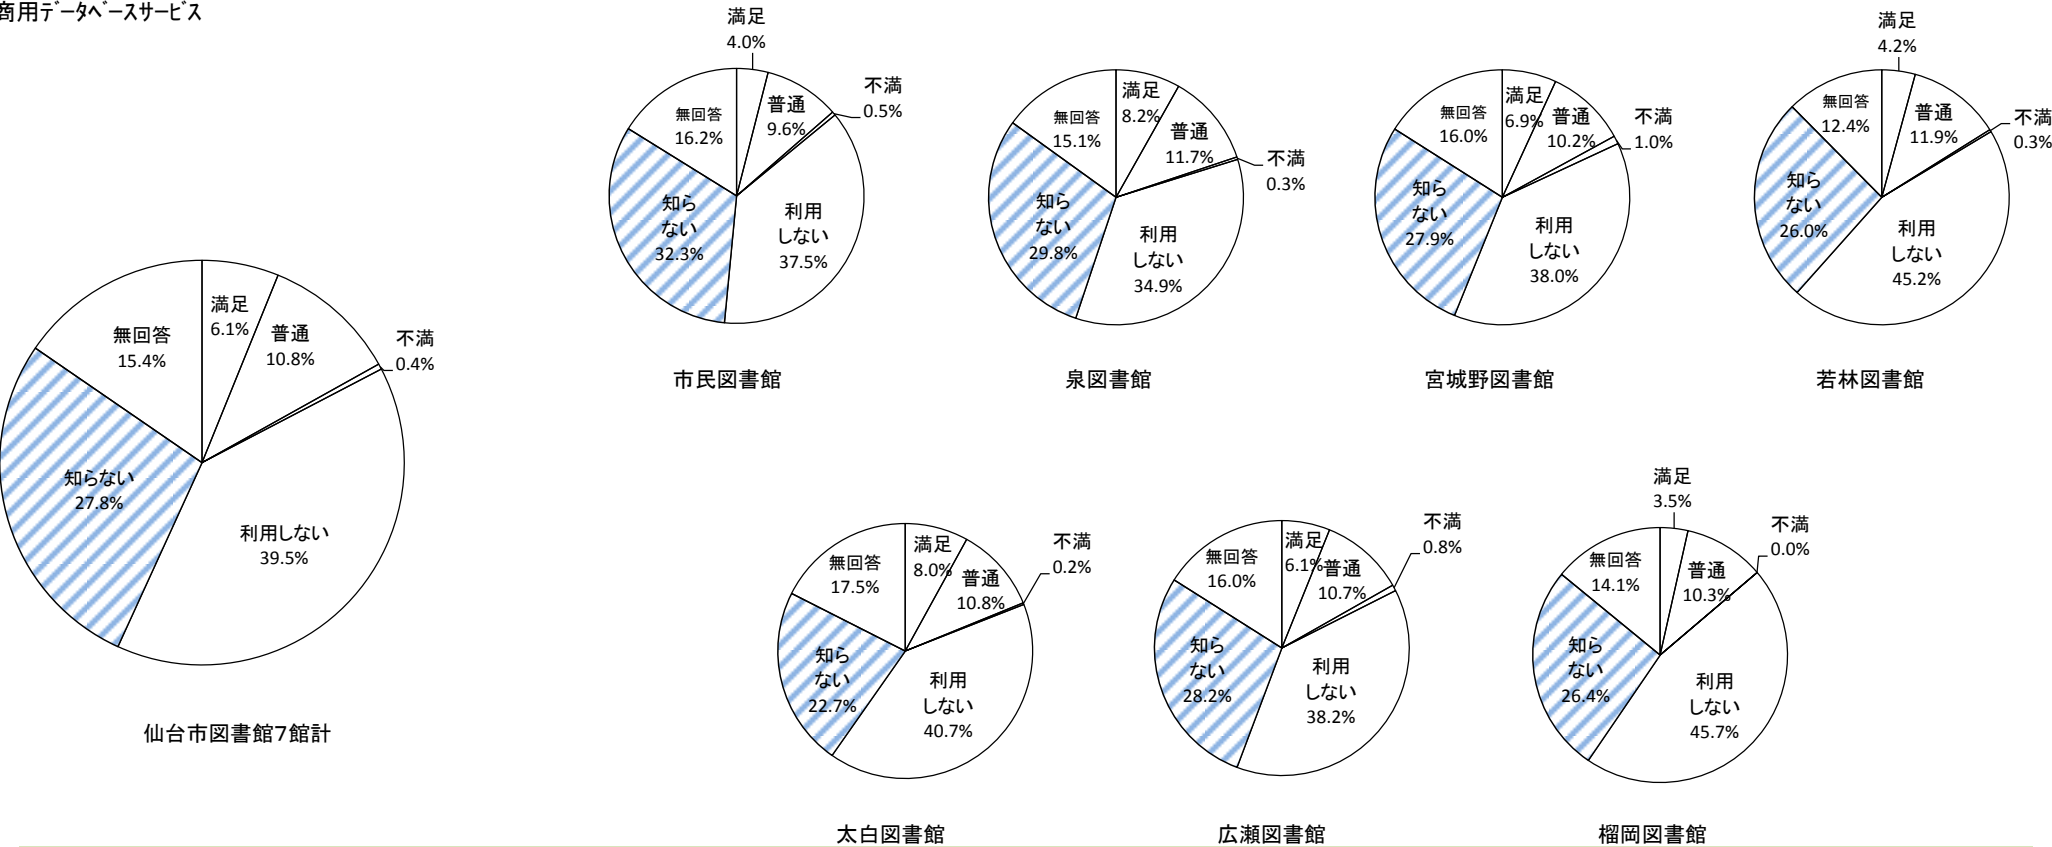 商用データベースサービス
満足
6.1%
普通
10.8%
不満
0.4%
利用しない
39.5%
知らない
27.8%
無回答
15.4%
仙台市図書館7館計
満足
4.0%
普通
9.6%
不満
0.5%
利用
しない
37.5%
知ら
ない
32.3%
無回答
16.2%
市民図書館
満足
8.2%
普通
11.7%
不満
0.3%
利用
しない
34.9%
知ら
ない
29.8%
無回答
15.1%
泉図書館
満足
6.9%
普通
10.2%
不満
1.0%
利用
しない
38.0%
知ら
ない
27.9%
無回答
16.0%
宮城野図書館
満足
4.2%
普通
11.9%
不満
0.3%
利用
しない
45.2%
知ら
ない
26.0%
無回答
12.4%
若林図書館
満足
8.0%
普通
10.8%
不満
0.2%
利用
しない
40.7%
知ら
ない
22.7%
無回答
17.5%
太白図書館
満足
6.1%
普通
10.7%
不満
0.8%
利用
しない
38.2%
知ら
ない
28.2%
無回答
16.0%
広瀬図書館
満足
3.5%
普通
10.3%
不満
0.0%
利用
しない
45.7%
知ら
ない
26.4%
無回答
14.1%
榴岡図書館